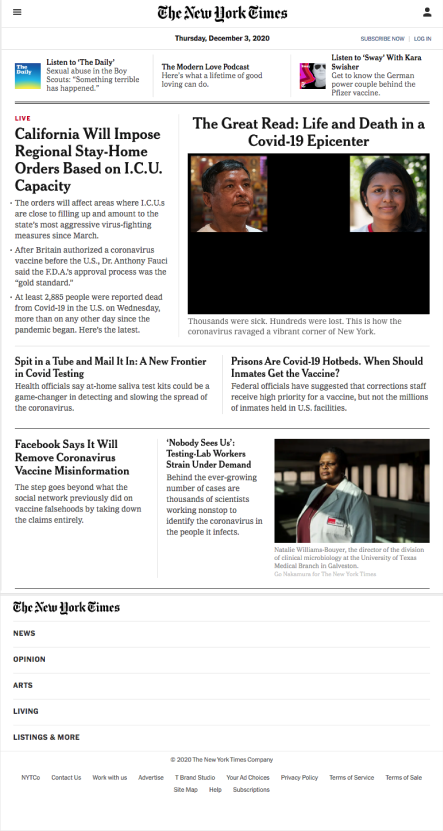 The New York Times
Thursday, December 3, 2020
SUBSCRIBE NOW | LOG IN
The Daily
Listen to 'The Daily'
Sexual abuse in the Boy
Scouts: "Something terrible
has happened."
The Modern Love Podcast
Here's what a lifetime of good
loving can do.
Listen to 'Sway' With Kara
Swisher
Get to know the German
power couple behind the
Pfizer vaccine.
LIVE
California Will Impose
Regional Stay-Home
Orders Based on I.C.U.
Capacity
• The orders will affect areas where I.C.U.s
are close to filling up and amount to the
state's most aggressive virus-fighting
measures since March.
• After Britain authorized a coronavirus
vaccine before the U.S., Dr. Anthony Fauci
said the F.D.A.'s approval process was the
"gold standard."
• At least 2,885 people were reported dead
from Covid-19 in the U.S. on Wednesday,
more than on any other day since the
pandemic began. Here's the latest.
The Great Read: Life and Death in a
Covid-19 Epicenter
Thousands were sick. Hundreds were lost. This is how the
coronavirus ravaged a vibrant corner of New York.
Spit in a Tube and Mail It In: A New Frontier
in Covid Testing
Health officials say at-home saliva test kits could be a
game-changer in detecting and slowing the spread of
the coronavirus.
Prisons Are Covid-19 Hotbeds. When Should
Inmates Get the Vaccine?
Federal officials have suggested that corrections staff
receive high priority for a vaccine, but not the millions
of inmates held in U.S. facilities.
Facebook Says It Will
Remove Coronavirus
Vaccine Misinformation
The step goes beyond what the
social network previously did on
vaccine falsehoods by taking down
the claims entirely.
'Nobody Sees Us':
Testing-Lab Workers
Strain Under Demand
Behind the ever-growing
number of cases are
thousands of scientists
working nonstop to
identify the coronavirus in
the people it infects.
Natalie Williams-Bouyer, the director of the division
of clinical microbiology at the University of Texas
Medical Branch in Galveston.
Go Nakamura for The New York Times
The New York Times
NEWS
OPINION
ARTS
LIVING
LISTINGS & MORE
© 2020 The New York Times Company
NYTCo Contact Us Work with us Advertise T Brand Studio Your Ad Choices Privacy Policy Terms of Service Terms of Sale
Site Map Help Subscriptions